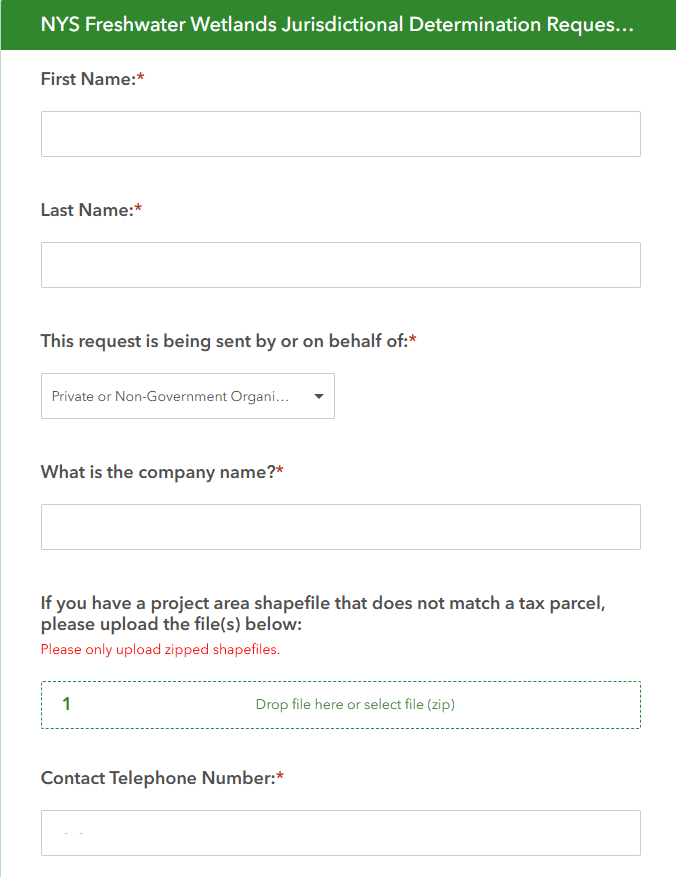 NYS Freshwater Wetlands Jurisdictional Determination Reques...
First Name:*
Last Name:*
This request is being sent by or on behalf of:*
Private or Non-Government Organi...
What is the company name?*
If you have a project area shapefile that does not match a tax parcel,
please upload the file(s) below:
Please only upload zipped shapefiles.
1 Drop file here or select file (zip)
Contact Telephone Number:*
- -